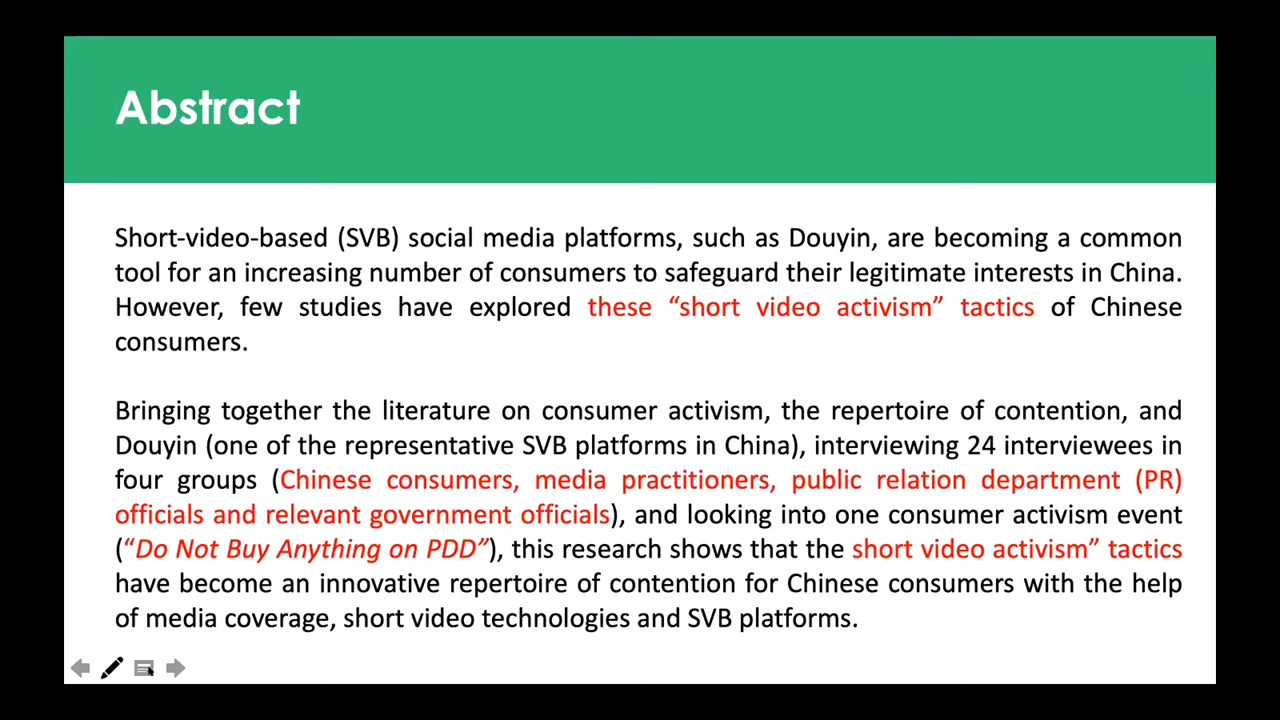 Abstract
Short-video-based (SVB) social media platforms, such as Douyin, are becoming a common
tool for an increasing number of consumers to safeguard their legitimate interests in China.
However, few studies have explored these “short video activism” tactics of Chinese
consumers.
Bringing together the literature on consumer activism, the repertoire of contention, and
Douyin (one of the representative SVB platforms in China), interviewing 24 interviewees in
four groups (Chinese consumers, media practitioners, public relation department (PR)
officials and relevant government officials), and looking into one consumer activism event
(“Do Not Buy Anything on PDD”), this research shows that the short video activism” tactics
have become an innovative repertoire of contention for Chinese consumers with the help
of media coverage, short video technologies and SVB platforms.